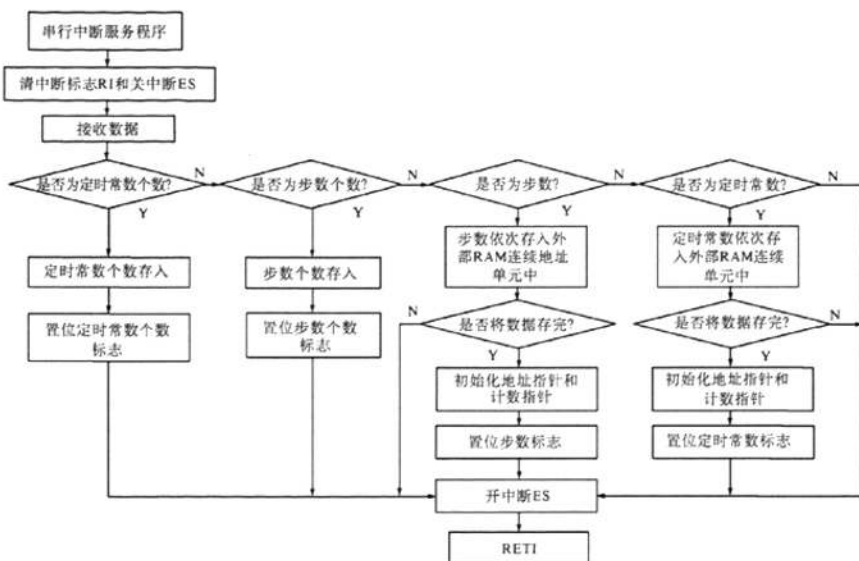 串行中断服务程序
清中断标志RI和关中断ES
接收数据
是否为定时常数个数?
N
是否为步数个数?
N
是否为步数?
N
是否为定时常数?
N
Y
Y
Y
Y
定时常数个数存入
步数个数存入
步数依次存入外
部RAM连续地址
单元中
定时常数依次存
入外部RAM连续
单元中
置位定时常数个数
标志
置位步数个数
标志
N
是否将数据存完?
是否将数据存完?
N
Y
Y
初始化地址指针和
计数指针
初始化地址指针和
计数指针
置位步数标志
置位定时常数标志
开中断ES
RETI